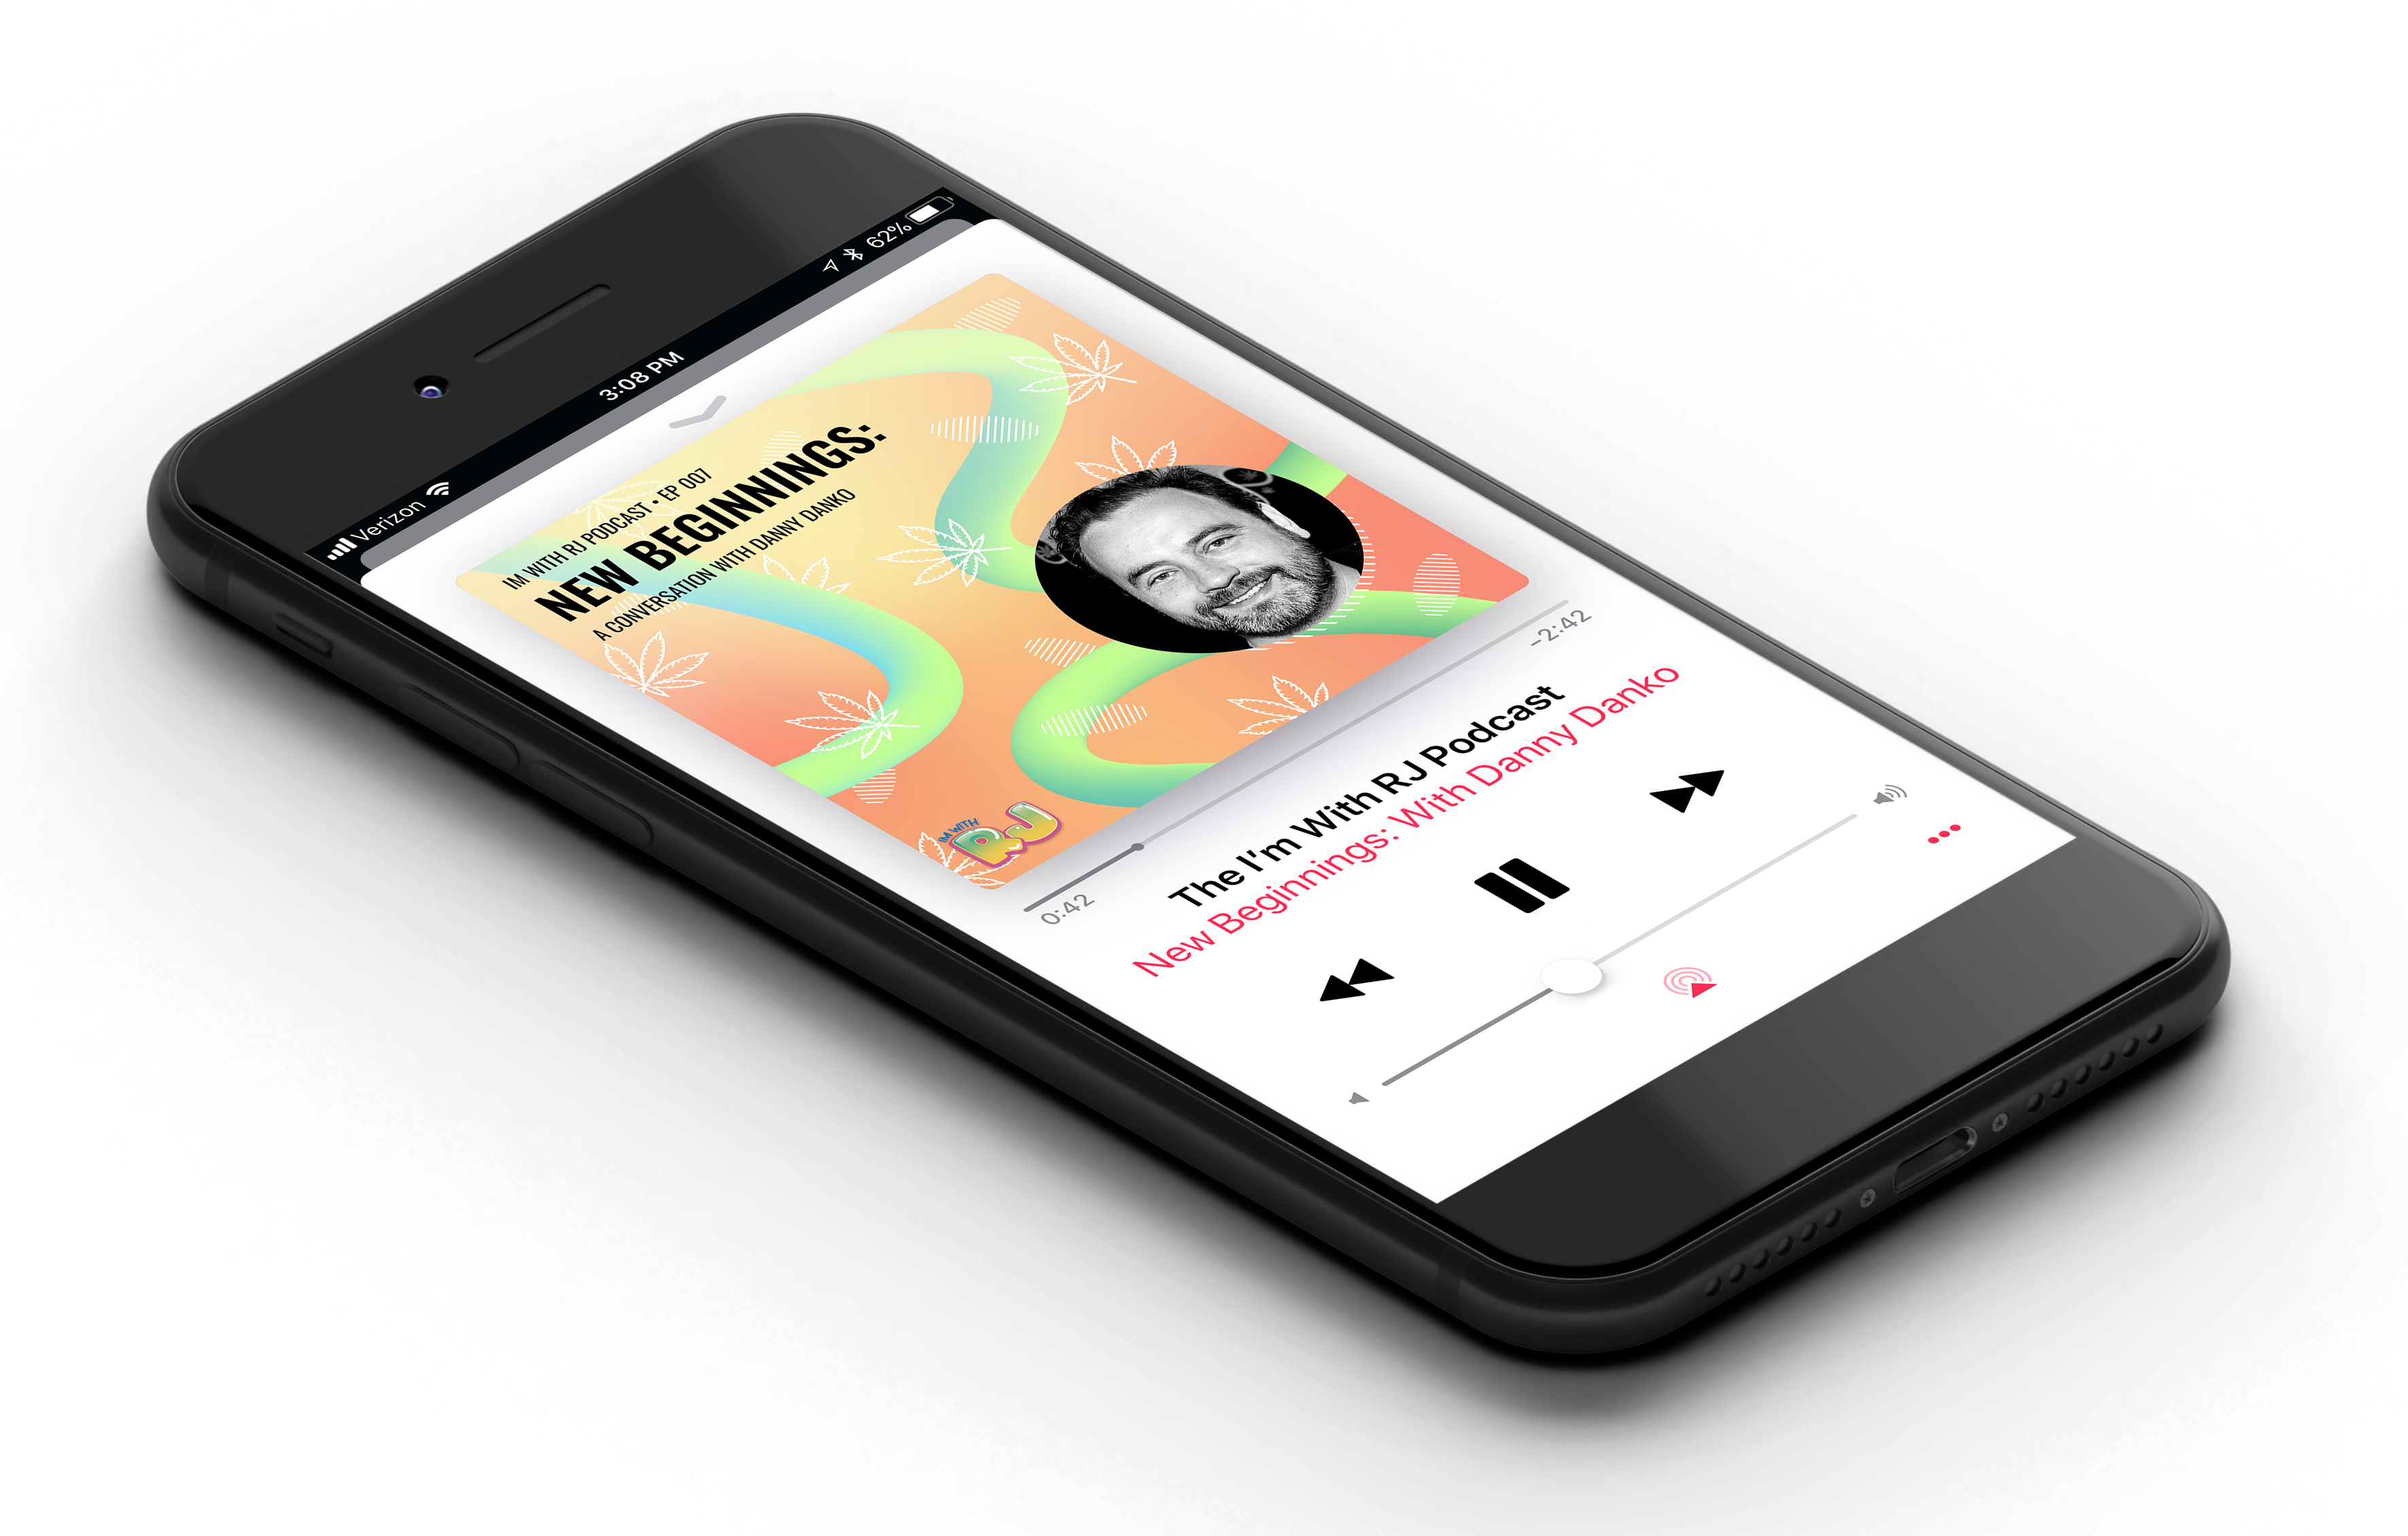 Verizon
3:08 PM
62%
IM WITH RJ PODCAST • EP 007
NEW BEGINNINGS:
A CONVERSATION WITH DANNY DANKO
IM WITH
RJ
0:42
-2:42
The I'm With RJ Podcast
New Beginnings: With Danny Danko